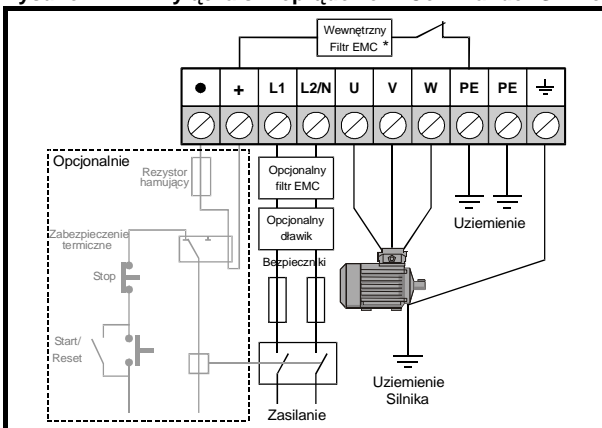 Wewnętrzny
Filtr EMC *
● + L1 L2/N U V W PE PE
Opcjonalnie
Rezystor
hamujący
Opcjonalny
filtr EMC
Opcjonalny
dławik
Uziemienie
Zabezpieczenie
termiczne
Bezpieczniki
Stop
Start/
Reset
Uziemienie
Silnika
Zasilanie